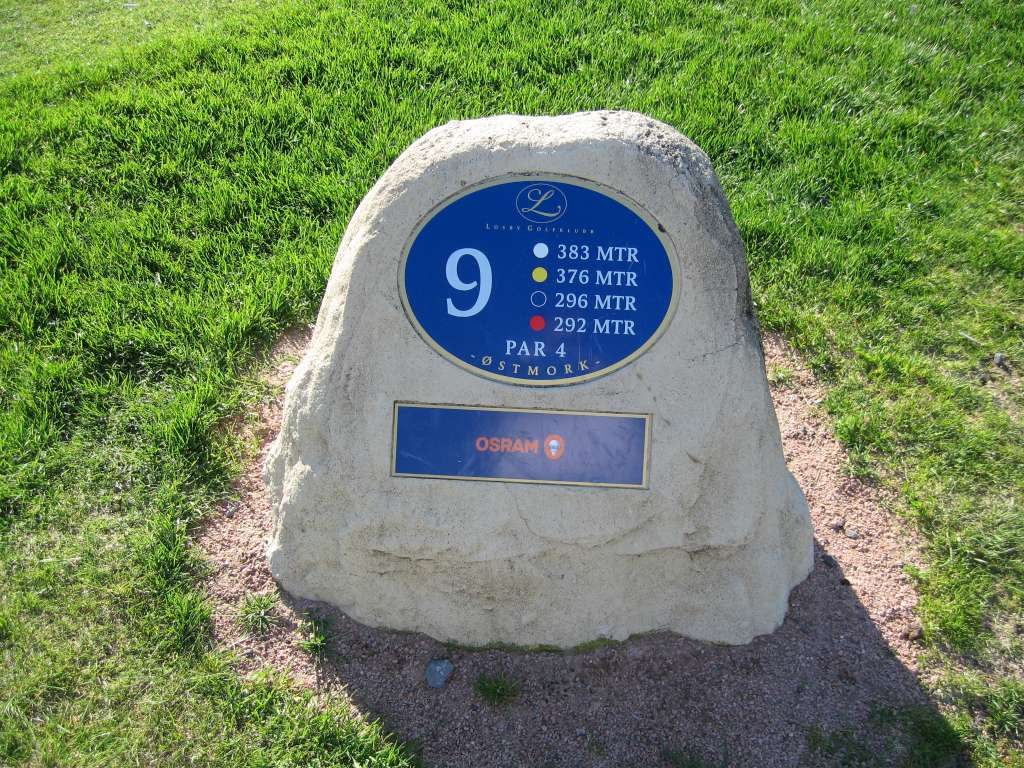 L
LOSBY GOLFKLUBB
9
383 MTR
376 MTR
296 MTR
292 MTR
PAR 4
-ØSTMORK-
OSRAM